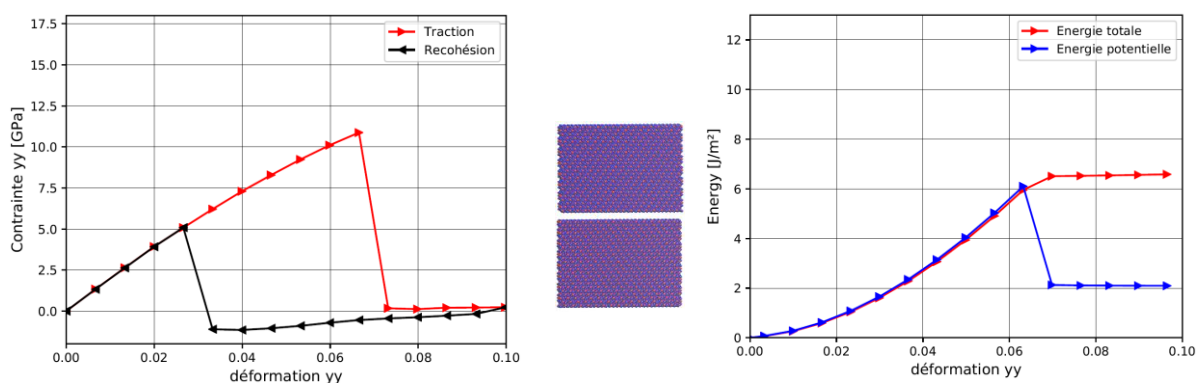 17.5
15.0
12.5
10.0
7.5
5.0
2.5
0.0
Contrainte yy [GPa]
Traction
Recohésion
0.00 0.02 0.04 0.06 0.08 0.10
déformation yy
12
10
8
6
4
2
0
Energy [J/m²]
Energie totale
Energie potentielle
0.00 0.02 0.04 0.06 0.08 0.10
déformation yy